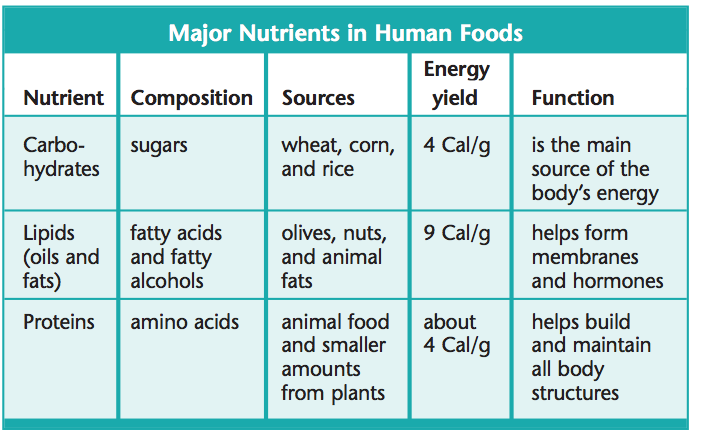 Major Nutrients in Human Foods
Nutrient Composition Sources Energy yield Function
Carbo-
hydrates
sugars
wheat, corn,
and rice
4 Cal/g
is the main
source of the
body's energy
Lipids
(oils and
fats)
fatty acids
and fatty
alcohols
olives, nuts,
and animal
fats
9 Cal/g
helps form
membranes
and hormones
Proteins
amino acids
animal food
and smaller
amounts
from plants
about
4 Cal/g
helps build
and maintain
all body
structures